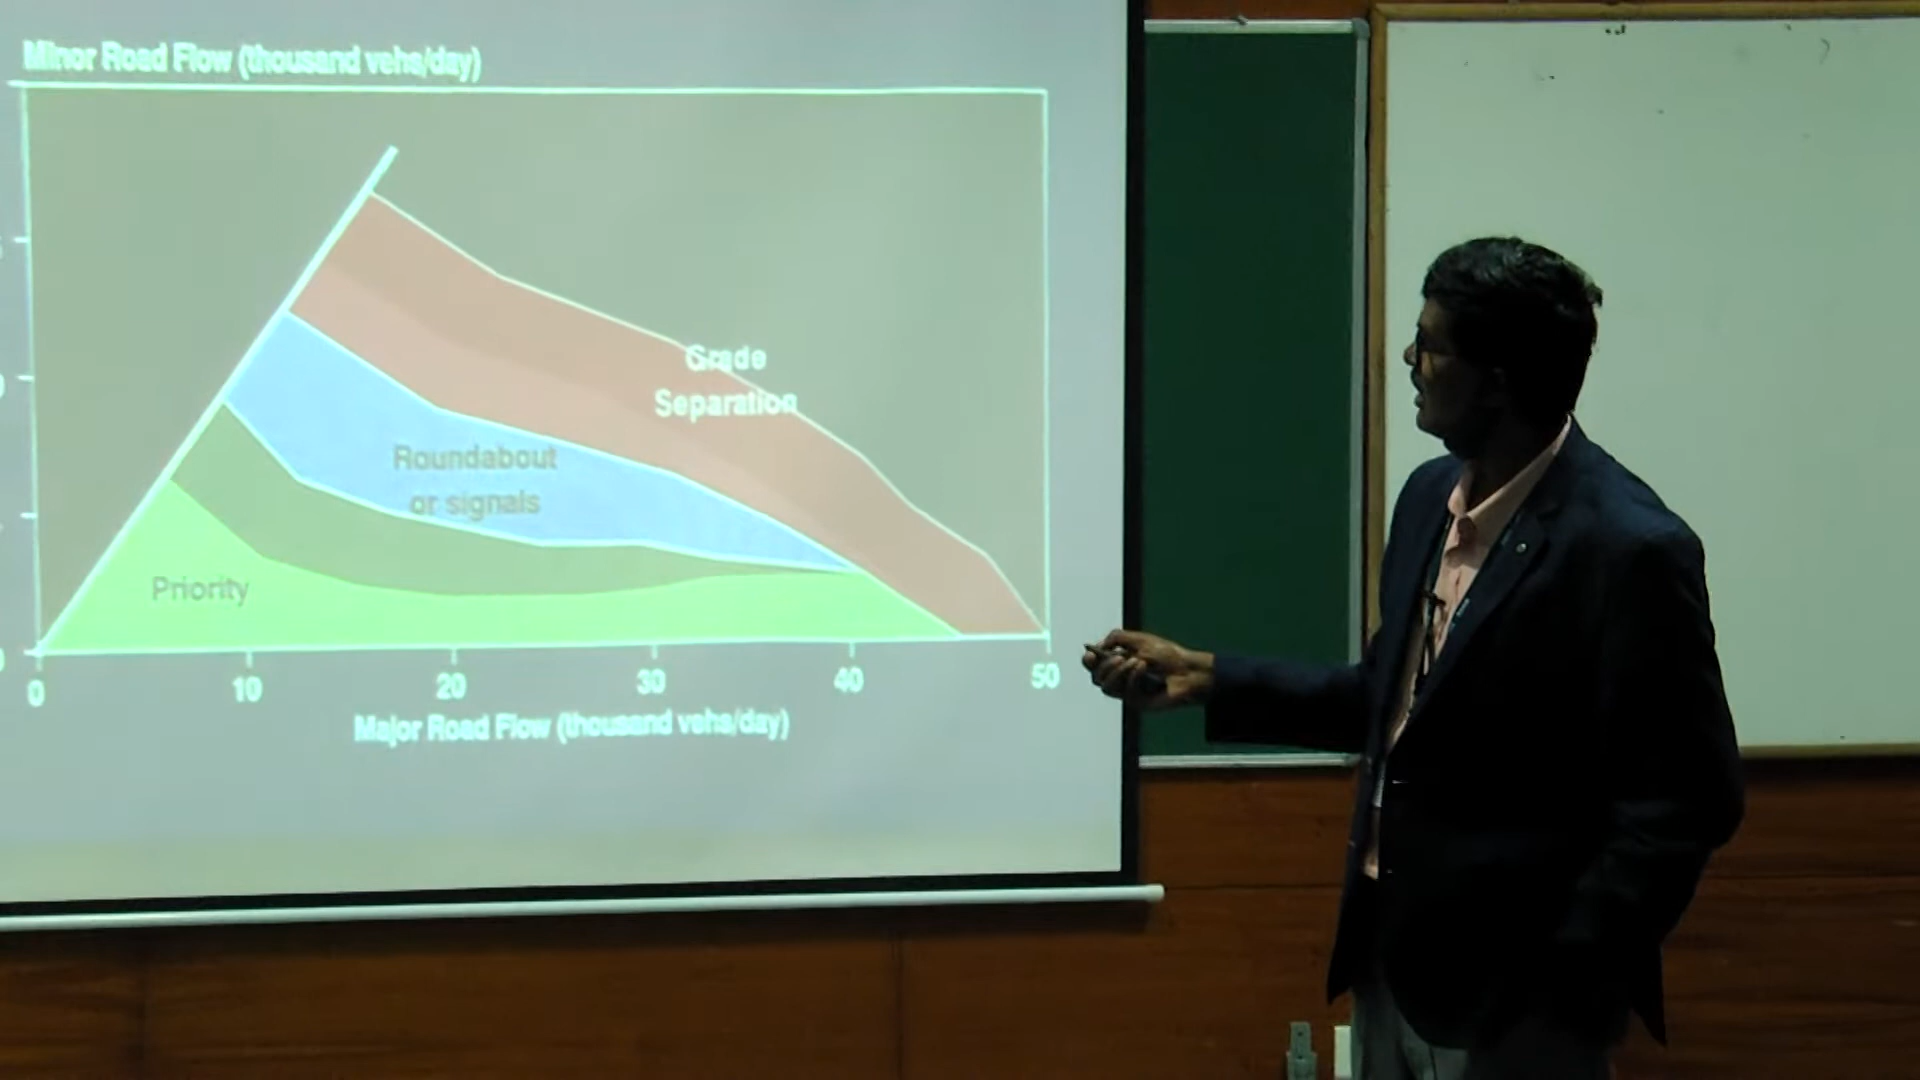 Minor Road Flow (thousand vehs/day)
Grade
Separation
Roundabout
or signals
Priority
0
10
20
30
40
50
Major Road Flow (thousand vehs/day)